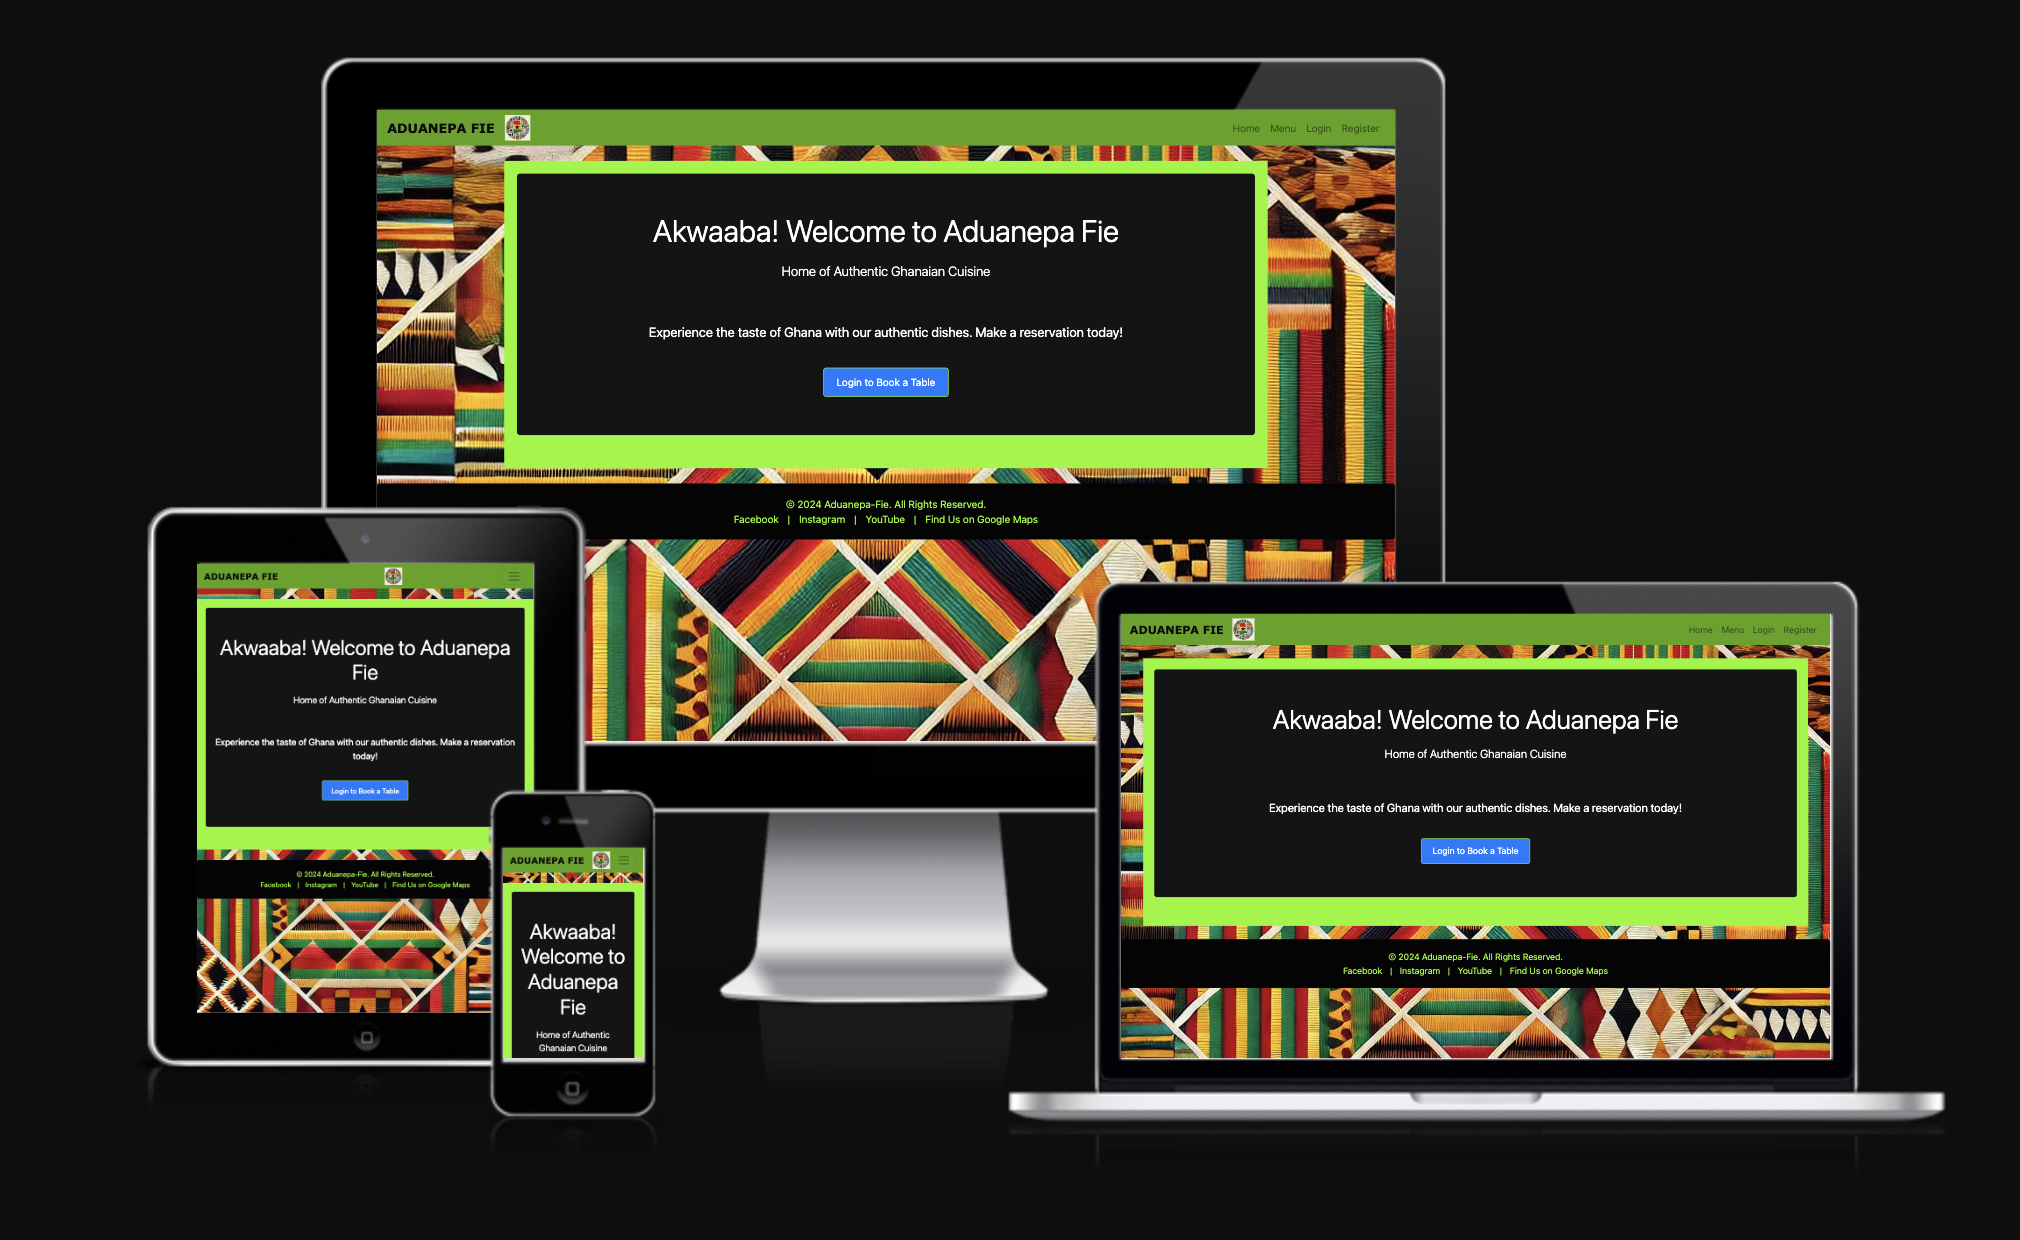 ADUANEPA FIE
Home Menu Login Register
Akwaaba! Welcome to Aduanepa Fie
Home of Authentic Ghanaian Cuisine
Experience the taste of Ghana with our authentic dishes. Make a reservation today!
Login to Book a Table
© 2024 Aduanepa-Fie. All Rights Reserved.
Facebook | Instagram | YouTube | Find Us on Google Maps
ADUANEPA FIE
Akwaaba! Welcome to Aduanepa
Fie
Home of Authentic Ghanaian Cuisine
Experience the taste of Ghana with our authentic dishes. Make a reservation
today!
Login to Book a Table
© 2024 Aduanepa-Fie. All Rights Reserved.
Facebook | Instagram | YouTube | Find Us on Google Maps
ADUANEPA FIE
Akwaaba!
Welcome to
Aduanepa
Fie
Home of Authentic
Ghanaian Cuisine
ADUANEPA FIE
Home Menu Login Register
Akwaaba! Welcome to Aduanepa Fie
Home of Authentic Ghanaian Cuisine
Experience the taste of Ghana with our authentic dishes. Make a reservation today!
Login to Book a Table
© 2024 Aduanepa-Fie. All Rights Reserved.
Facebook | Instagram | YouTube | Find Us on Google Maps